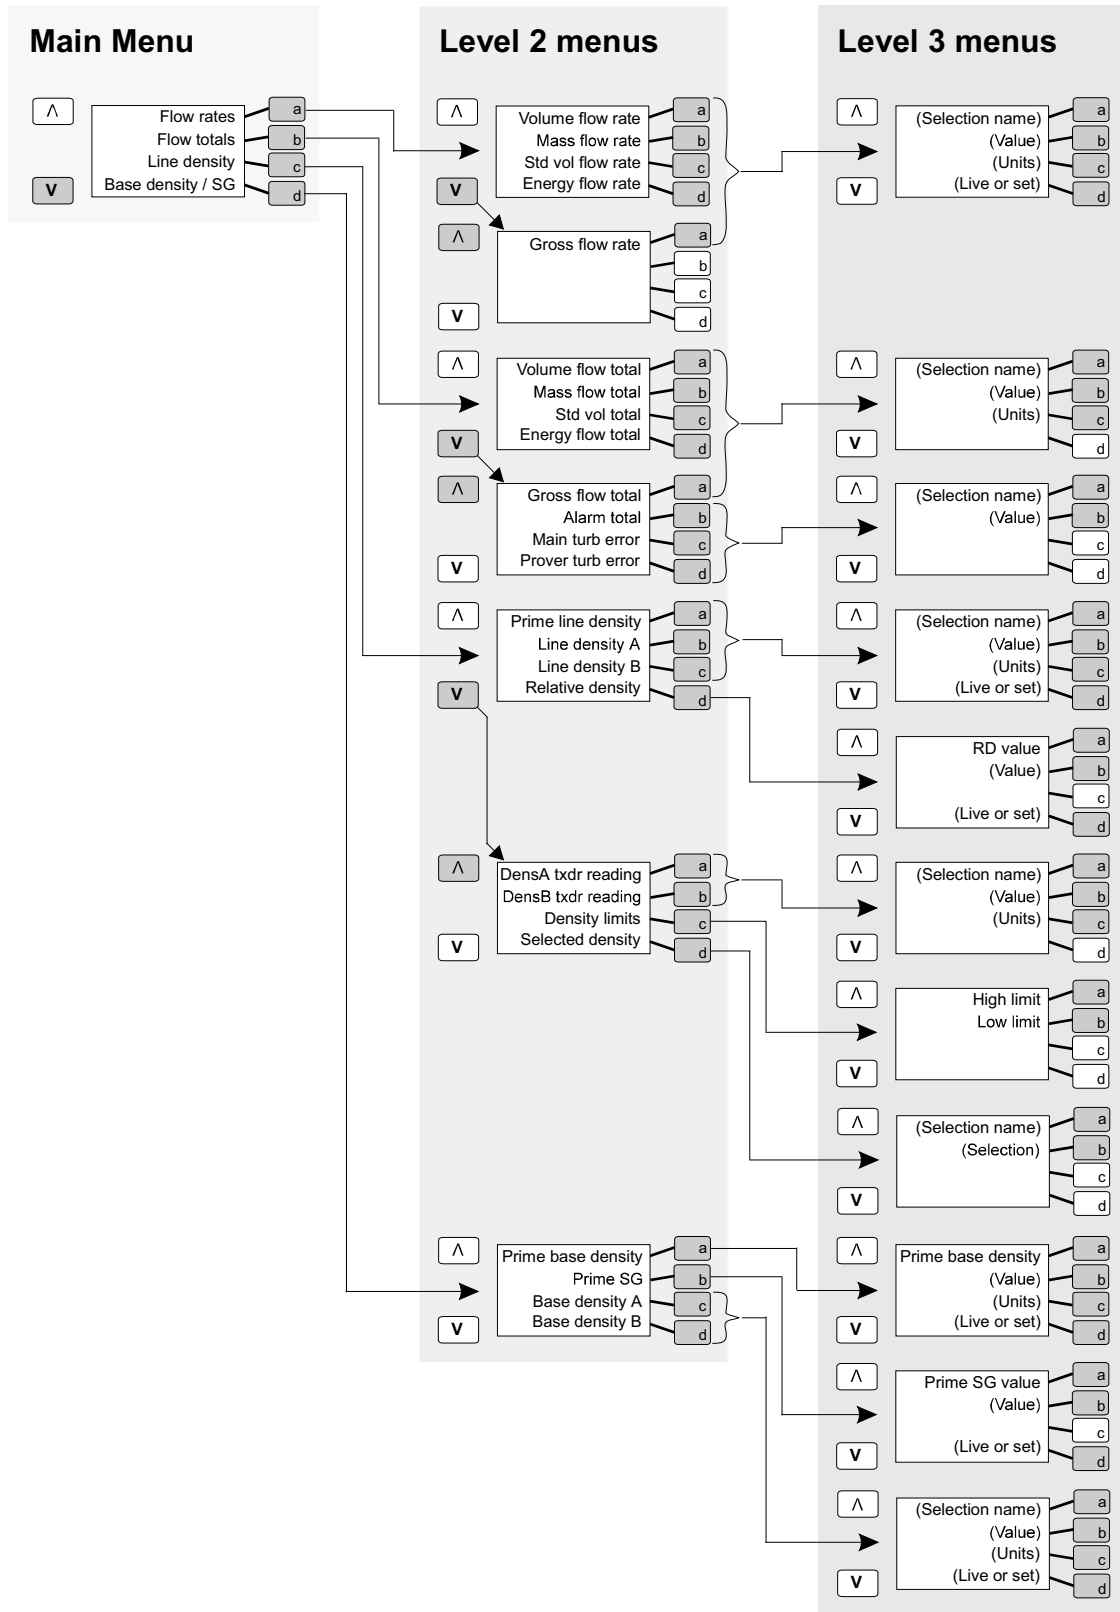 Main Menu
Level 2 menus
Level 3 menus
Λ
V
Flow rates a
Flow totals b
Line density c
Base density / SG d
Λ
V
Volume flow rate a
Mass flow rate b
Std vol flow rate c
Energy flow rate d
Λ
V
Gross flow rate a
b
c
d
Λ
V
(Selection name) a
(Value) b
(Units) c
(Live or set) d
Λ
V
Volume flow total a
Mass flow total b
Std vol total c
Energy flow total d
Λ
V
Gross flow total a
Alarm total b
Main turb error c
Prover turb error d
Λ
V
(Selection name) a
(Value) b
(Units) c
d
Λ
V
(Selection name) a
(Value) b
c
d
Λ
V
Prime line density a
Line density A b
Line density B c
Relative density d
Λ
V
(Selection name) a
(Value) b
(Units) c
(Live or set) d
Λ
V
RD value a
(Value) b
c
(Live or set) d
Λ
V
DensA txdr reading a
DensB txdr reading b
Density limits c
Selected density d
Λ
V
(Selection name) a
(Value) b
(Units) c
d
Λ
V
High limit a
Low limit b
c
d
Λ
V
(Selection name) a
(Selection) b
c
d
Λ
V
Prime base density a
Prime SG b
Base density A c
Base density B d
Λ
V
Prime base density a
(Value) b
(Units) c
(Live or set) d
Λ
V
Prime SG value a
(Value) b
c
(Live or set) d
Λ
V
(Selection name) a
(Value) b
(Units) c
(Live or set) d